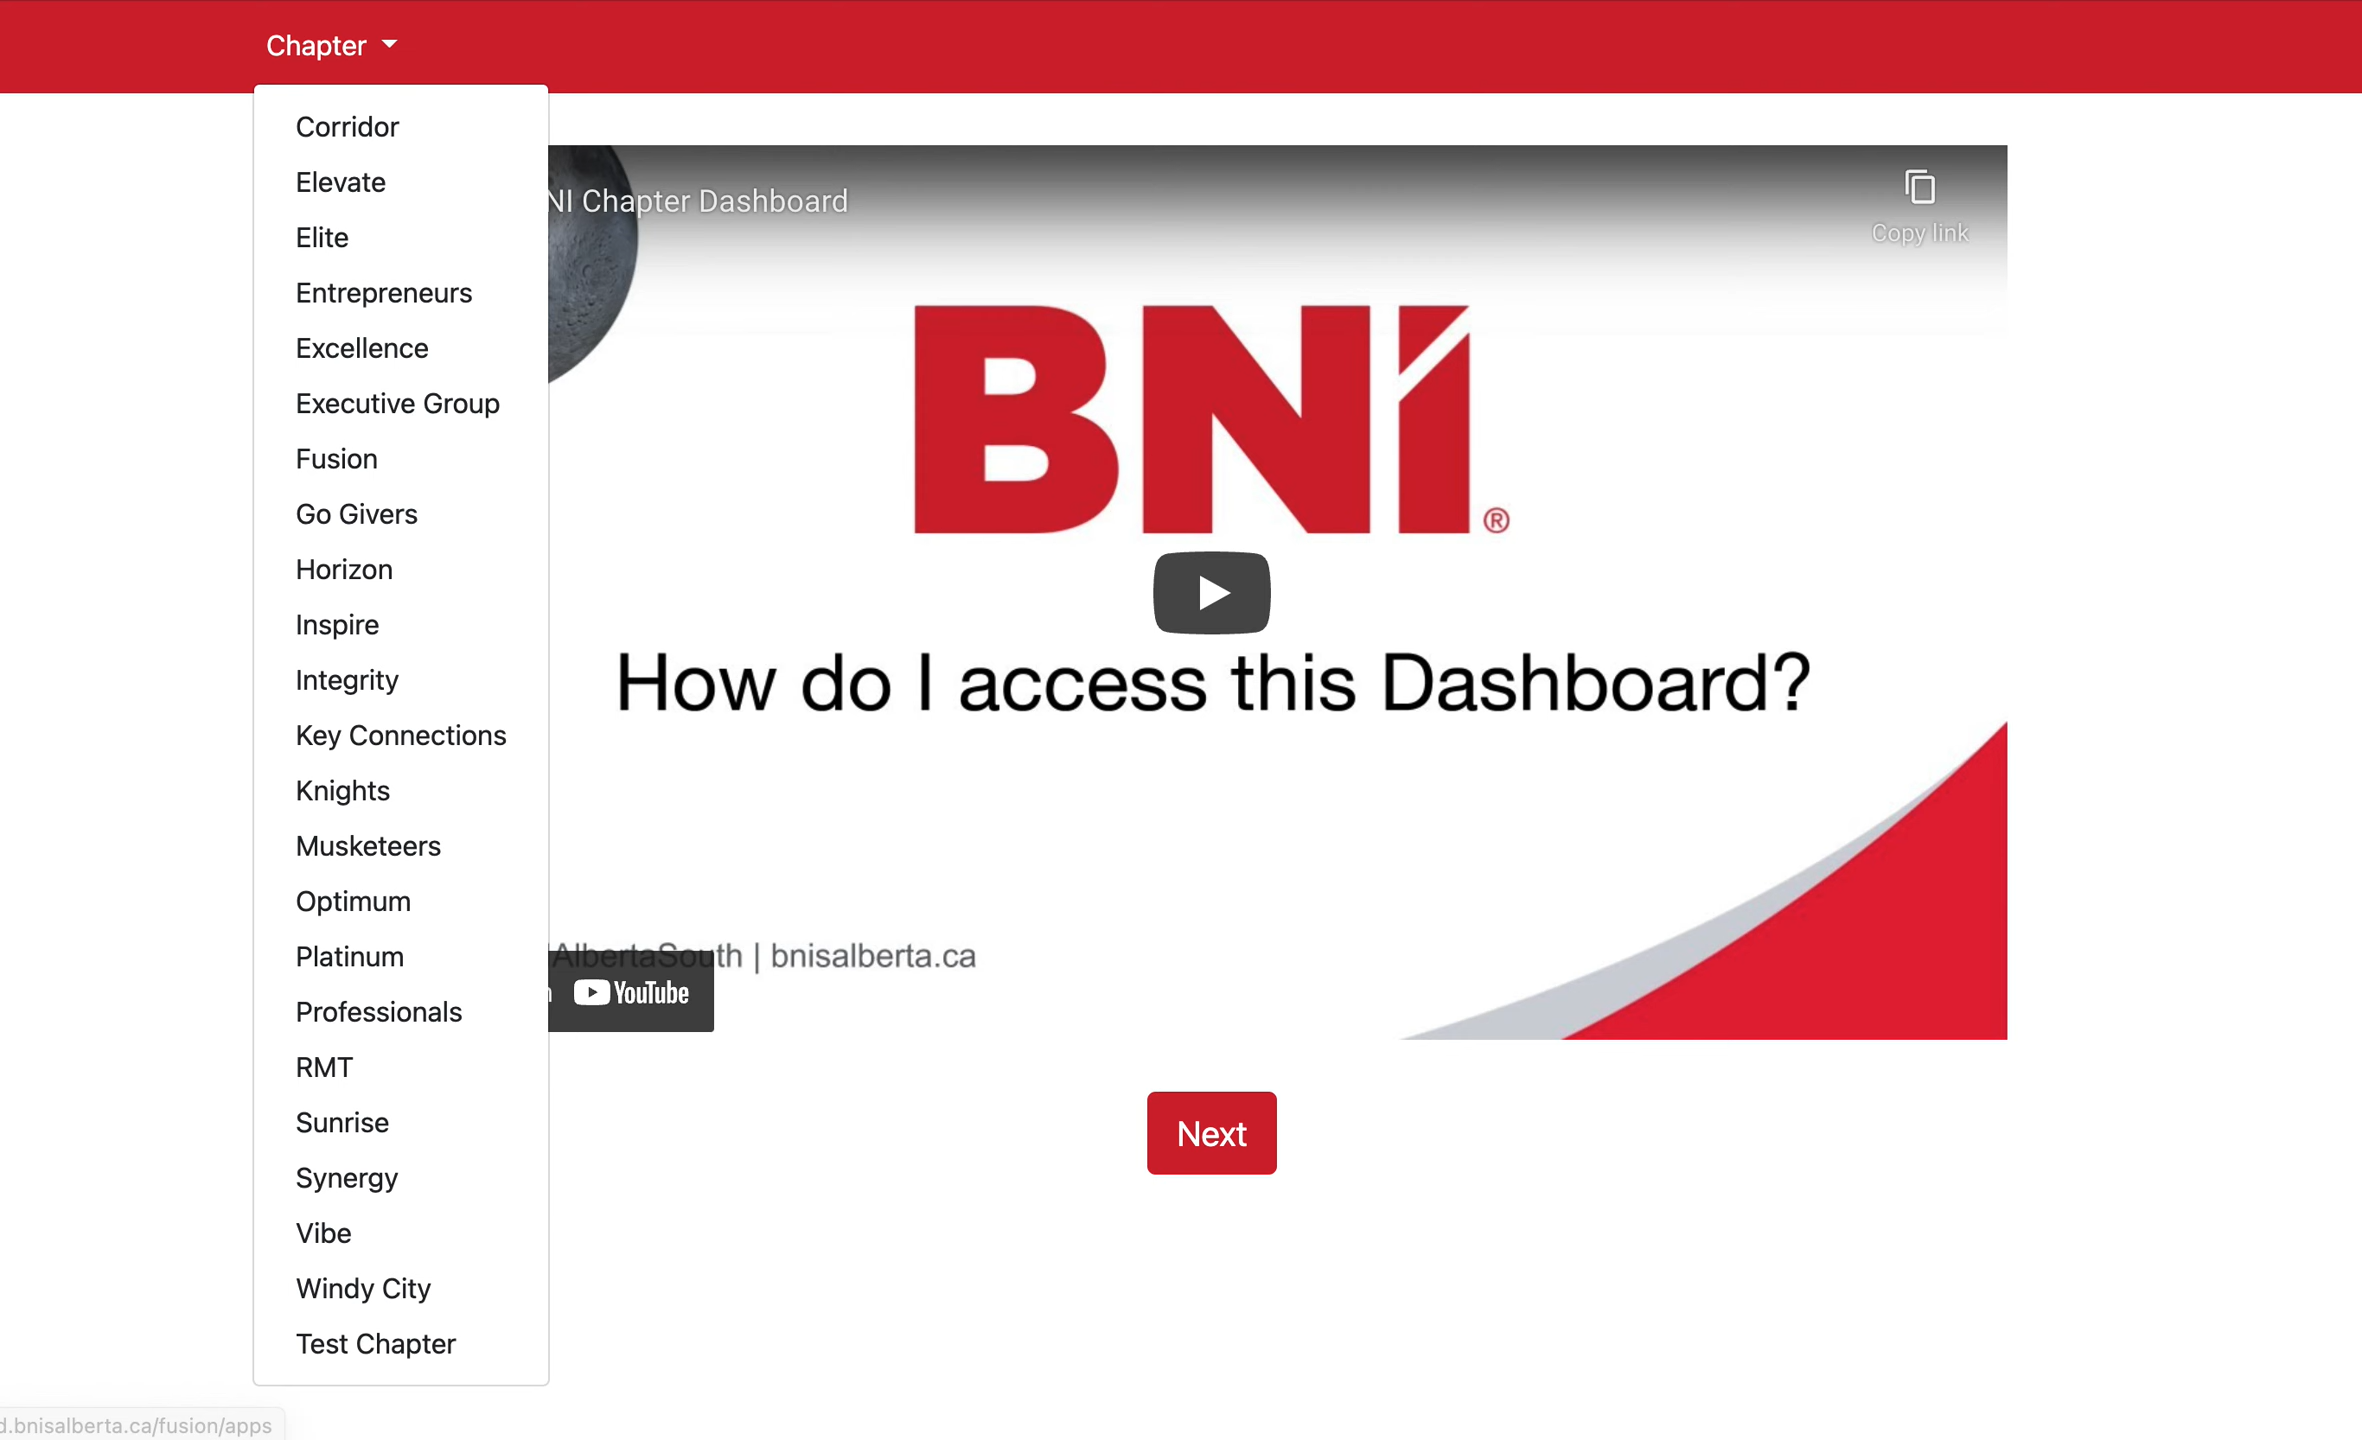 Chapter
Corridor
Elevate
Elite
Entrepreneurs
Excellence
Executive Group
Fusion
Go Givers
Horizon
Inspire
Integrity
Key Connections
Knights
Musketeers
Optimum
Platinum
Professionals
RMT
Sunrise
Synergy
Vibe
Windy City
Test Chapter
NI Chapter Dashboard
Copy link
BNI®
How do I access this Dashboard?
AlbertaSouth | bnisalberta.ca
YouTube
Next
d.bnisalberta.ca/fusion/apps